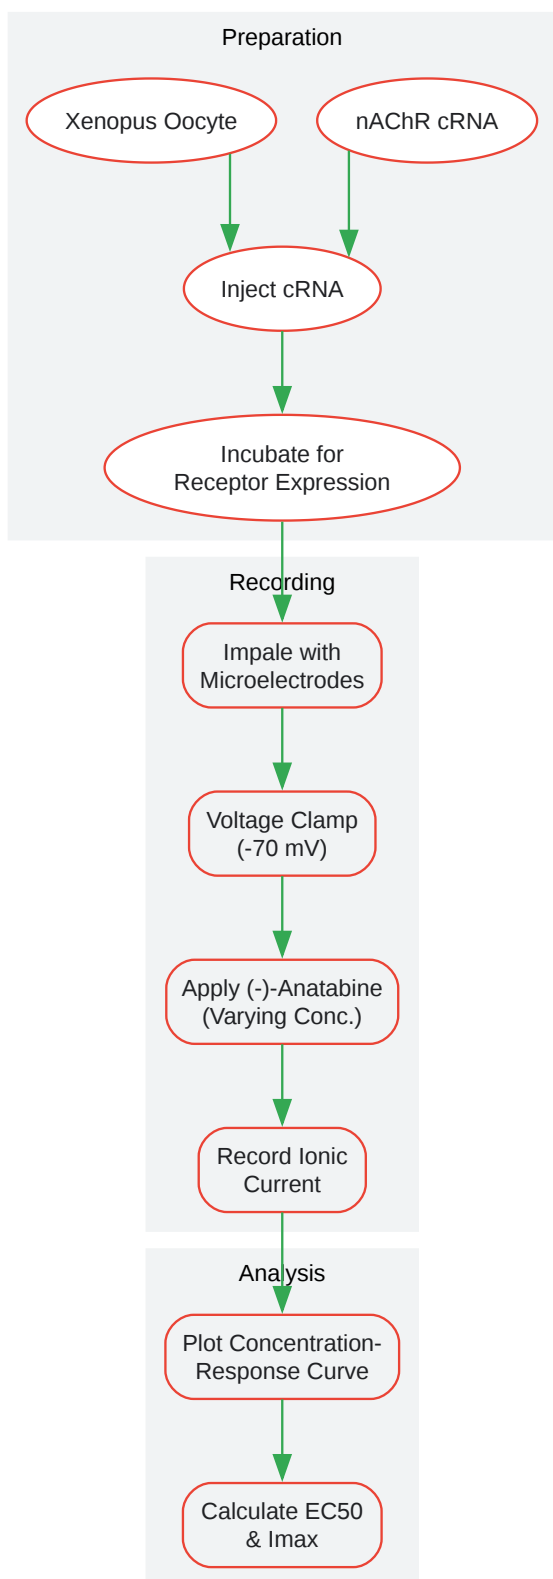 Preparation
Xenopus Oocyte
nAChR cRNA
Inject cRNA
Incubate for
Receptor Expression
Recording
Impale with
Microelectrodes
Voltage Clamp
(-70 mV)
Apply (-)-Anatabine
(Varying Conc.)
Record Ionic
Current
Analysis
Plot Concentration-
Response Curve
Calculate EC50
& Imax